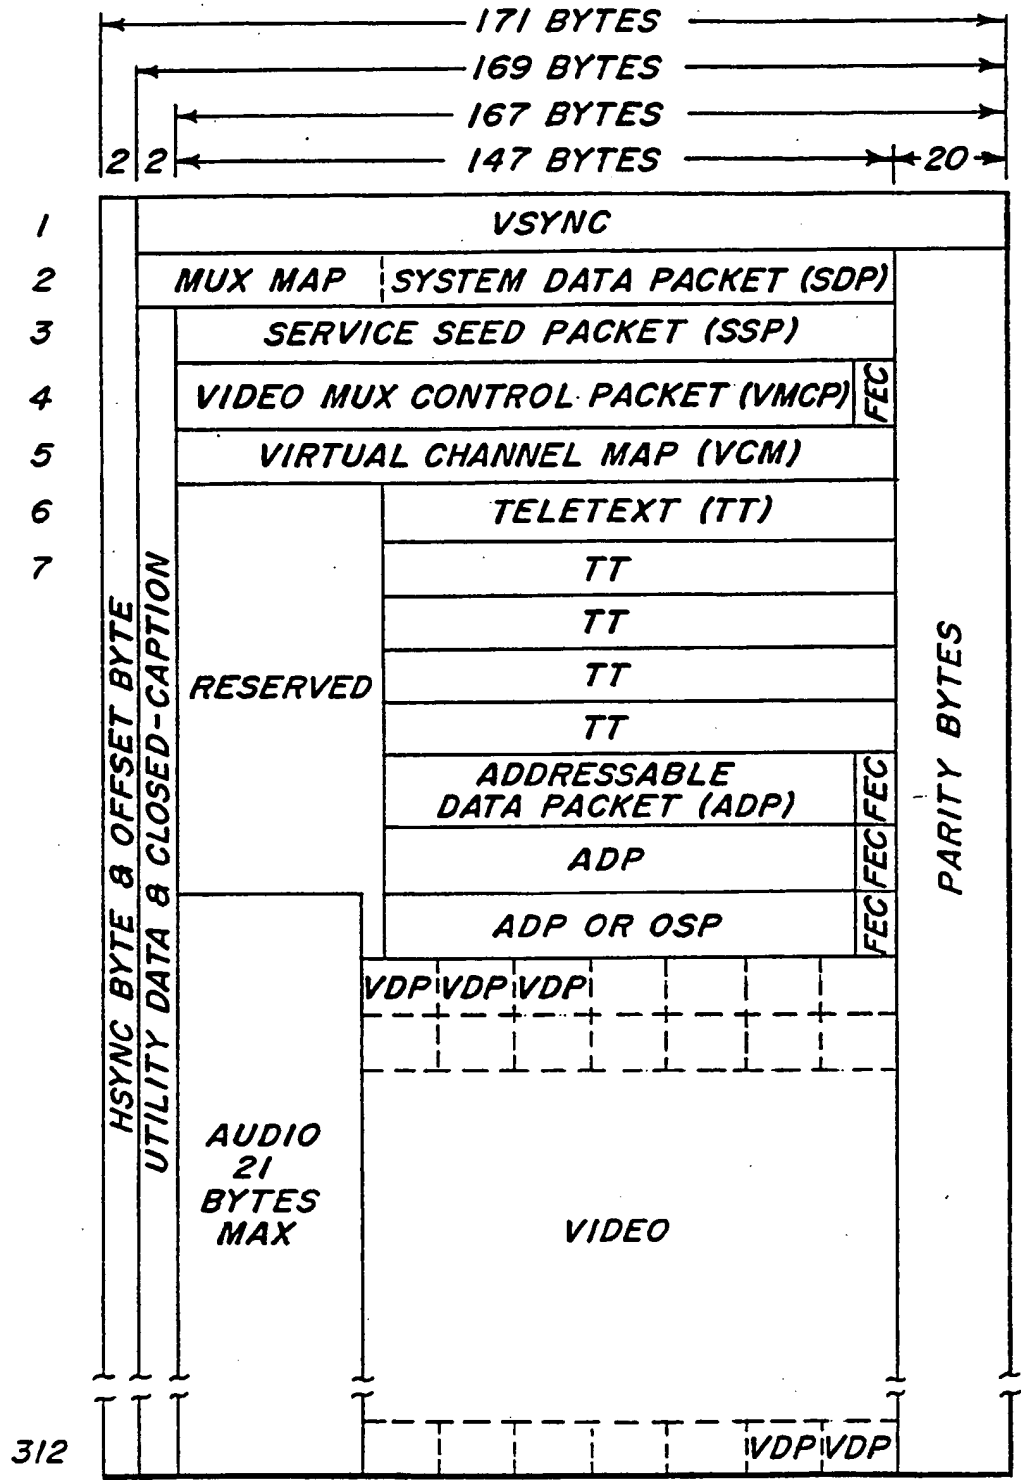 171 BYTES
169 BYTES
167 BYTES
2 2 147 BYTES 20
1 VSYNC
2 MUX MAP SYSTEM DATA PACKET (SDP)
3 SERVICE SEED PACKET (SSP)
4 VIDEO MUX CONTROL PACKET (VMCP) FEC
5 VIRTUAL CHANNEL MAP (VCM)
6 TELETEXT (TT)
7 TT
TT
TT
TT
RESERVED
ADDRESSABLE
DATA PACKET (ADP) FEC
ADP FEC
ADP OR OSP FEC
HSYNC BYTE & OFFSET BYTE
UTILITY DATA & CLOSED-CAPTION
PARITY BYTES
VDP VDP VDP
AUDIO
21
BYTES
MAX
VIDEO
312 VDP VDP